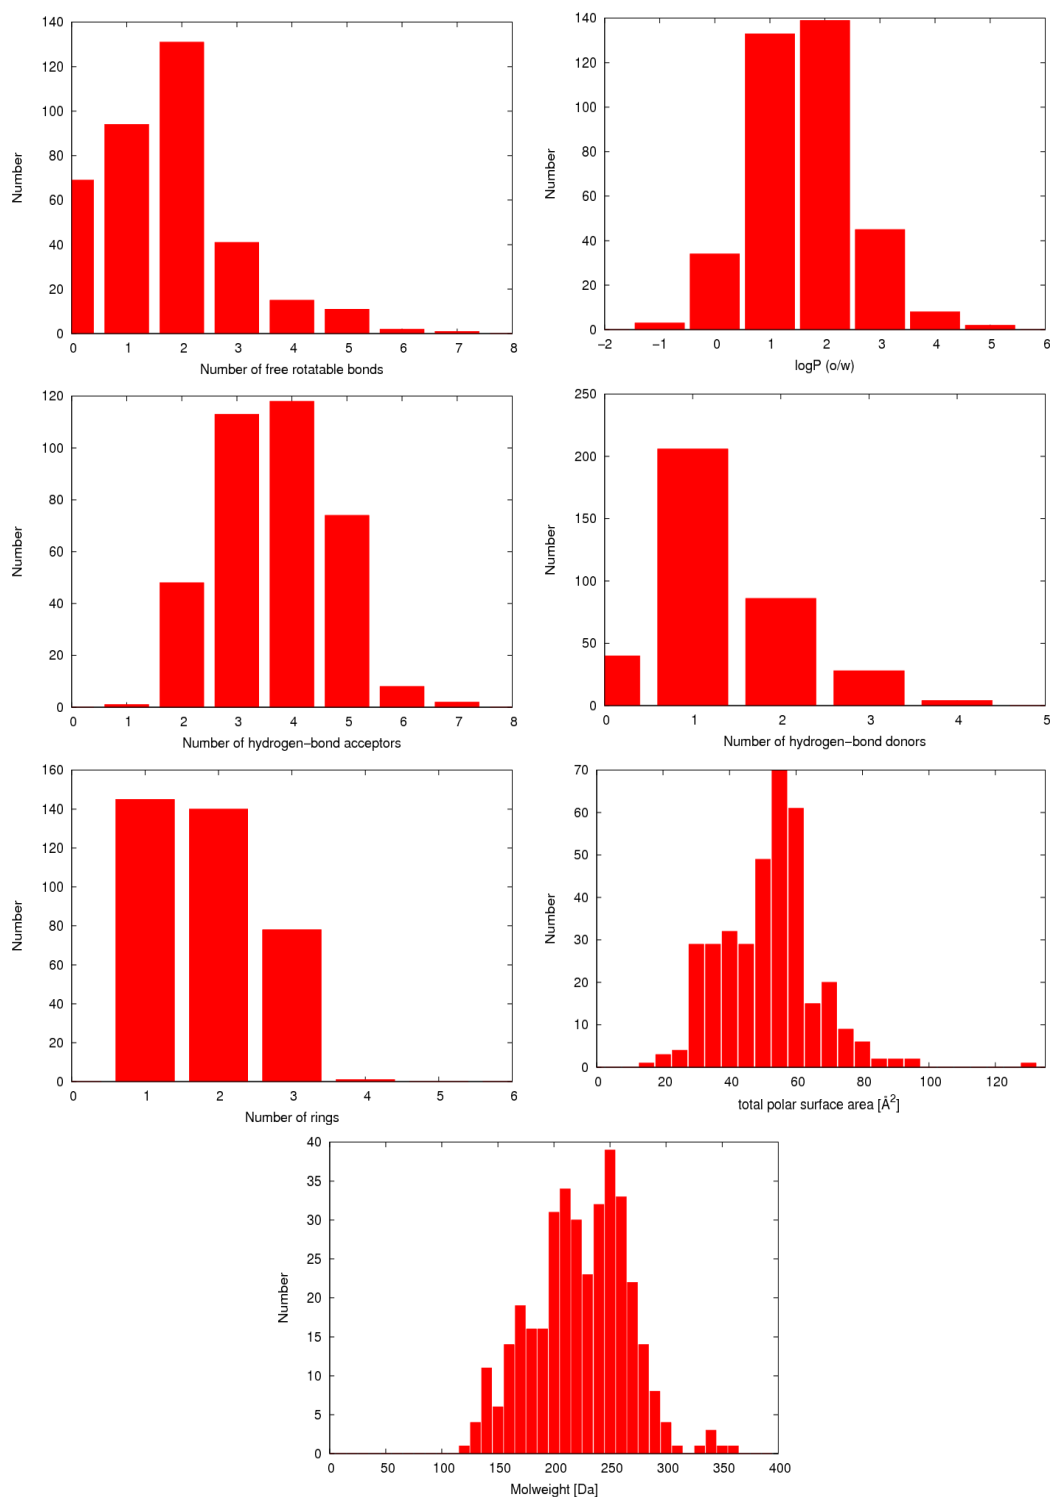 140
120
100
80
60
40
20
0
Number
0 1 2 3 4 5 6 7 8
Number of free rotatable bonds
140
120
100
80
60
40
20
0
Number
−2 −1 0 1 2 3 4 5 6
logP (o/w)
120
100
80
60
40
20
0
Number
0 1 2 3 4 5 6 7 8
Number of hydrogen−bond acceptors
250
200
150
100
50
0
Number
0 1 2 3 4 5
Number of hydrogen−bond donors
160
140
120
100
80
60
40
20
0
Number
1 2 3 4 5 6
Number of rings
70
60
50
40
30
20
10
0
Number
0 20 40 60 80 100 120
total polar surface area [Å²]
40
35
30
25
20
15
10
5
0
Number
0 50 100 150 200 250 300 350 400
Molweight [Da]